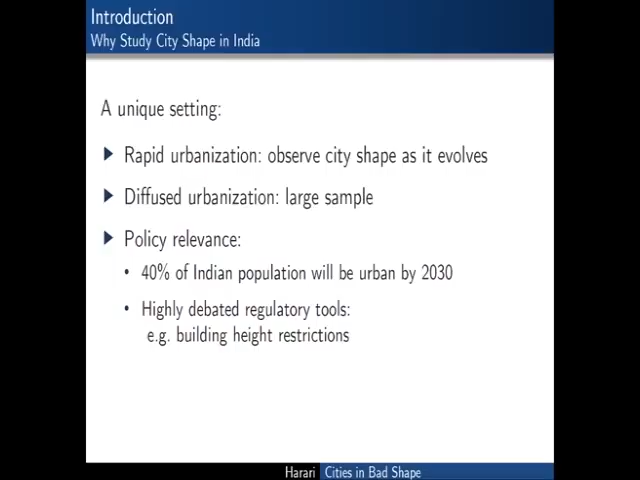 Introduction
Why Study City Shape in India
A unique setting:
Rapid urbanization: observe city shape as it evolves
Diffused urbanization: large sample
Policy relevance:
40% of Indian population will be urban by 2030
Highly debated regulatory tools:
e.g. building height restrictions
Harari Cities in Bad Shape